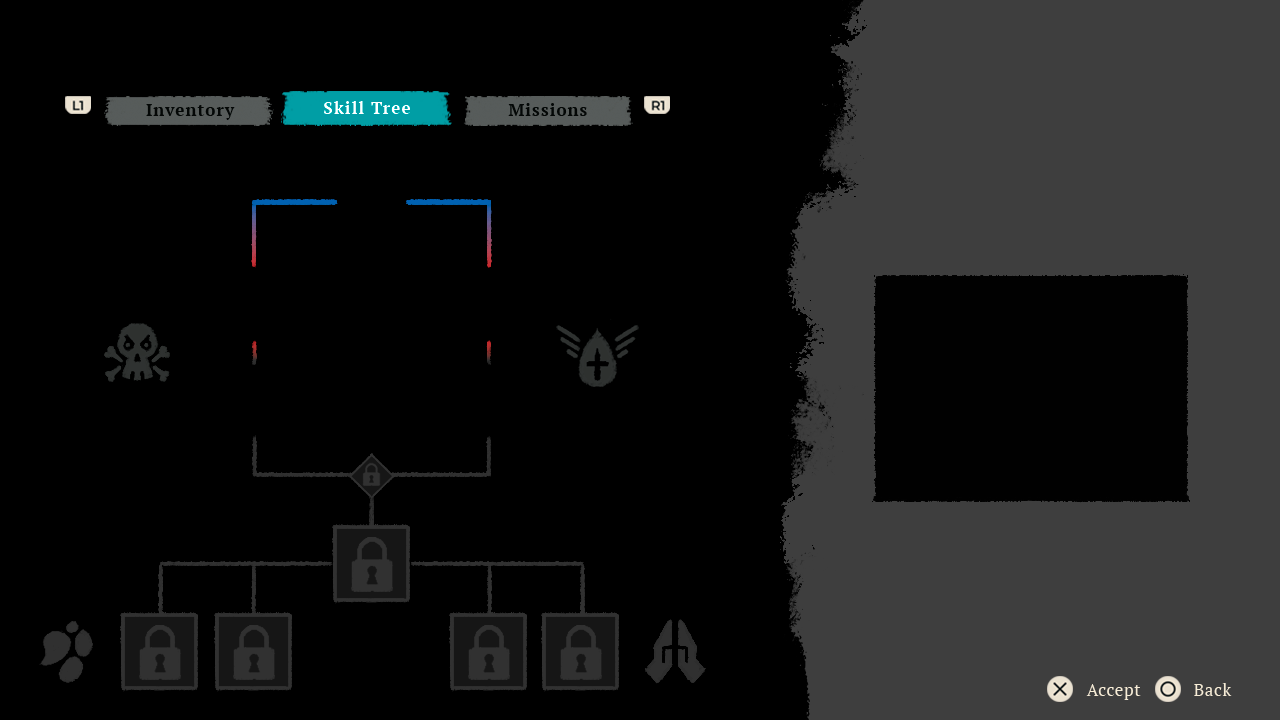 L1
Inventory
Skill Tree
Missions
R1
Accept
Back